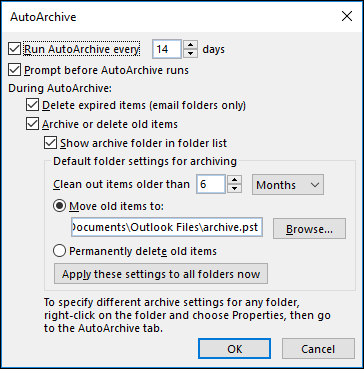 AutoArchive
Run AutoArchive every 14 days
Prompt before AutoArchive runs
During AutoArchive:
Delete expired items (email folders only)
Archive or delete old items
Show archive folder in folder list
Default folder settings for archiving
Clean out items older than 6 Months
Move old items to:
Documents\Outlook Files\archive.pst Browse...
Permanently delete old items
Apply these settings to all folders now
To specify different archive settings for any folder,
right-click on the folder and choose Properties, then go
to the AutoArchive tab.
OK Cancel